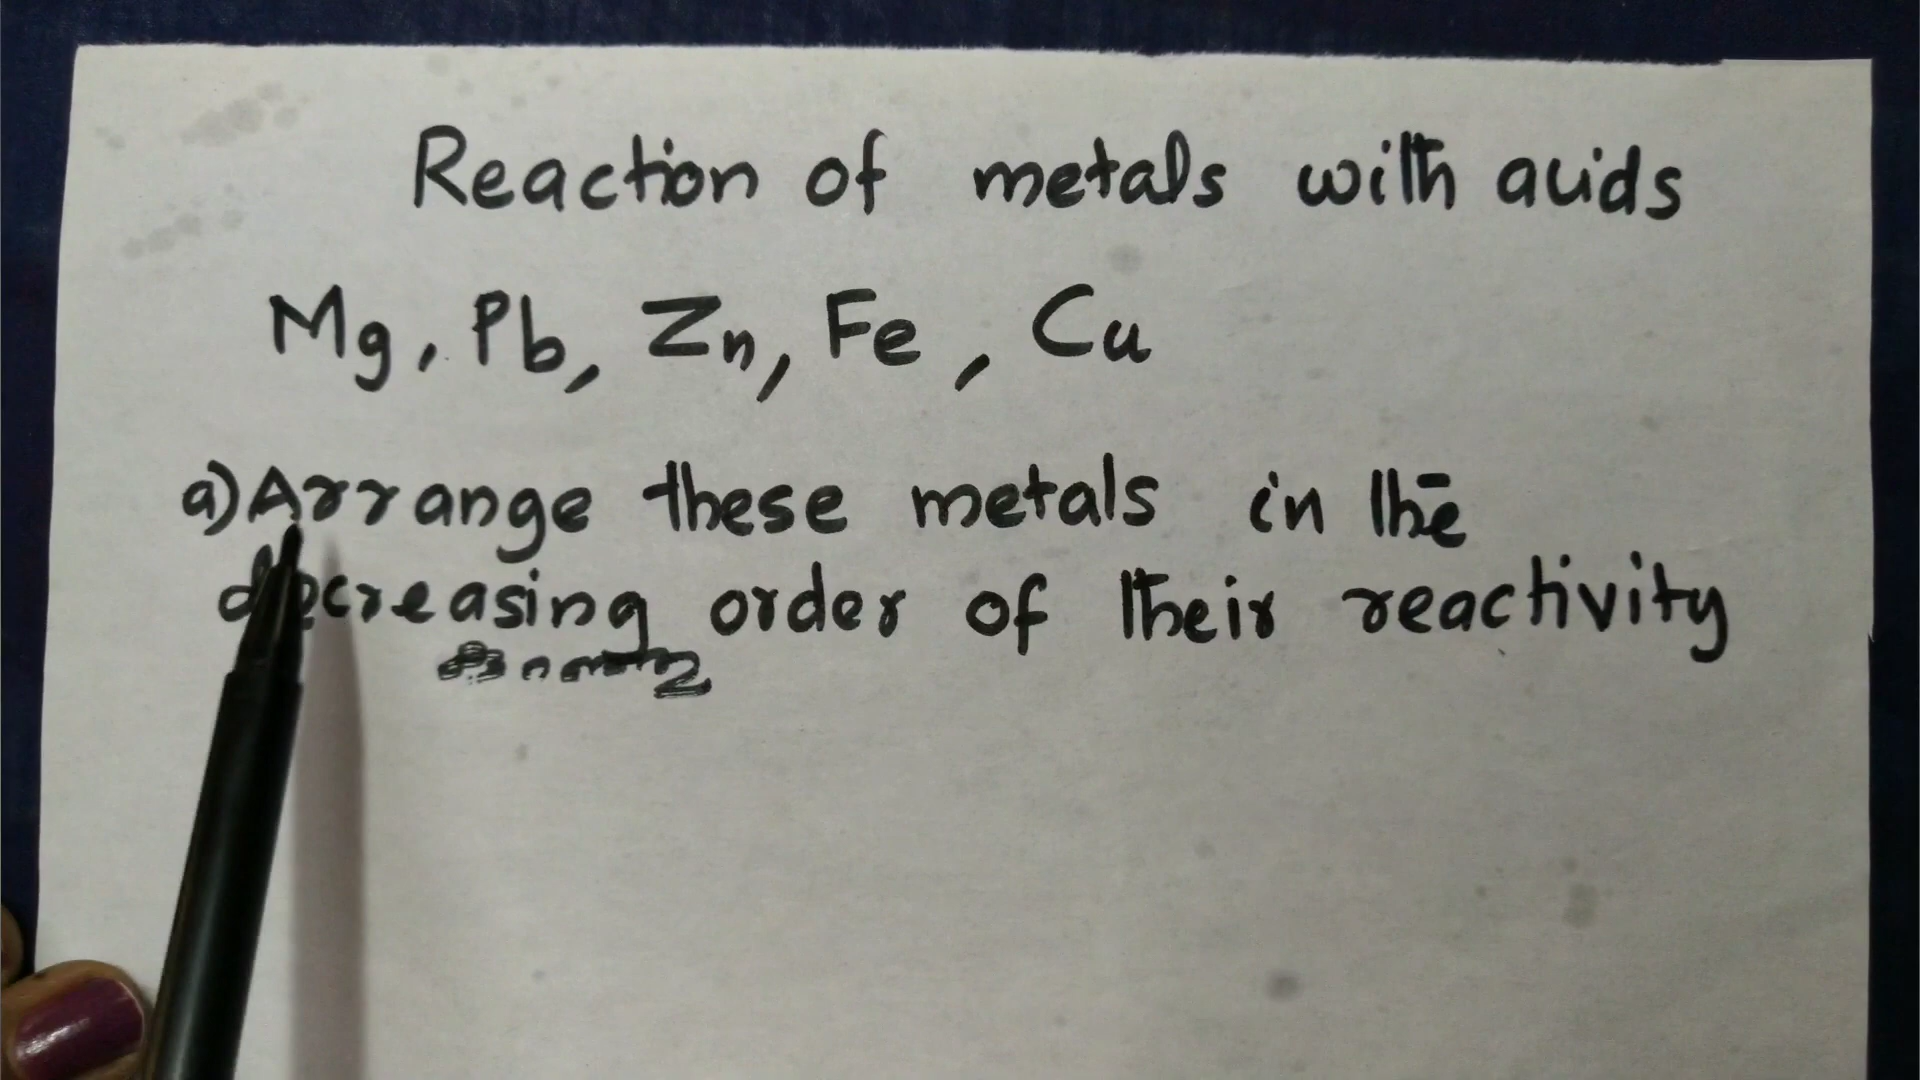 Reaction of metals with acids
Mg, Pb, Zn, Fe, Cu
a) Arrange these metals in the
decreasing order of their reactivity